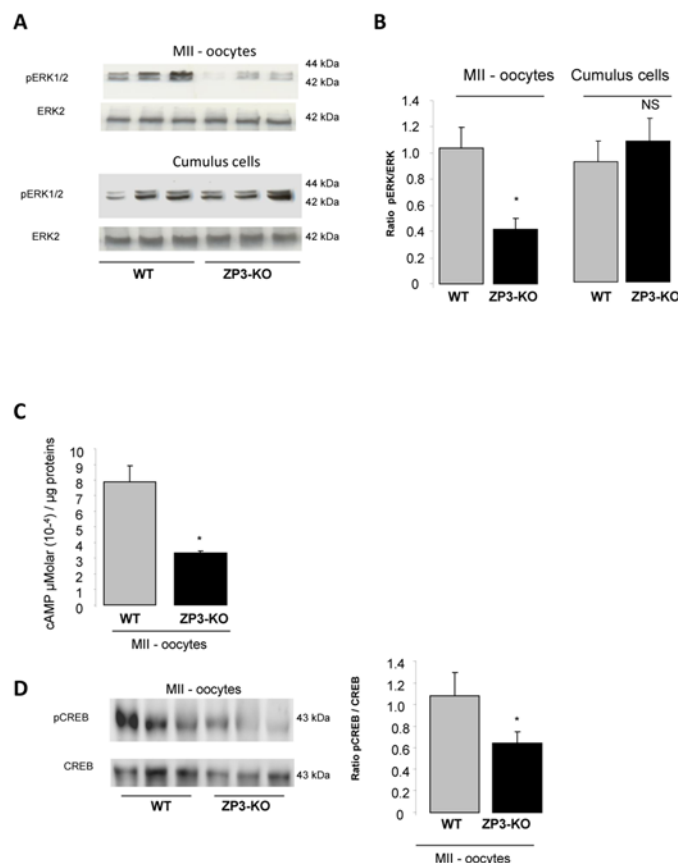 A
MII - oocytes
pERK1/2
44 kDa
42 kDa
ERK2
42 kDa
Cumulus cells
pERK1/2
44 kDa
42 kDa
ERK2
42 kDa
WT ZP3-KO
B
MII - oocytes Cumulus cells
NS
*
Ratio pERK/ERK
1.4
1.2
1.0
0.8
0.6
0.4
0.2
0
WT ZP3-KO WT ZP3-KO
C
cAMP µMolar (10⁻⁴) / µg proteins
10
9
8
7
6
5
4
3
2
1
0
*
WT ZP3-KO
MII - oocytes
D
MII - oocytes
pCREB
43 kDa
CREB
43 kDa
WT ZP3-KO
Ratio pCREB / CREB
1.4
1.2
1.0
0.8
0.6
0.4
0.2
0.0
*
WT ZP3-KO
MII - oocytes